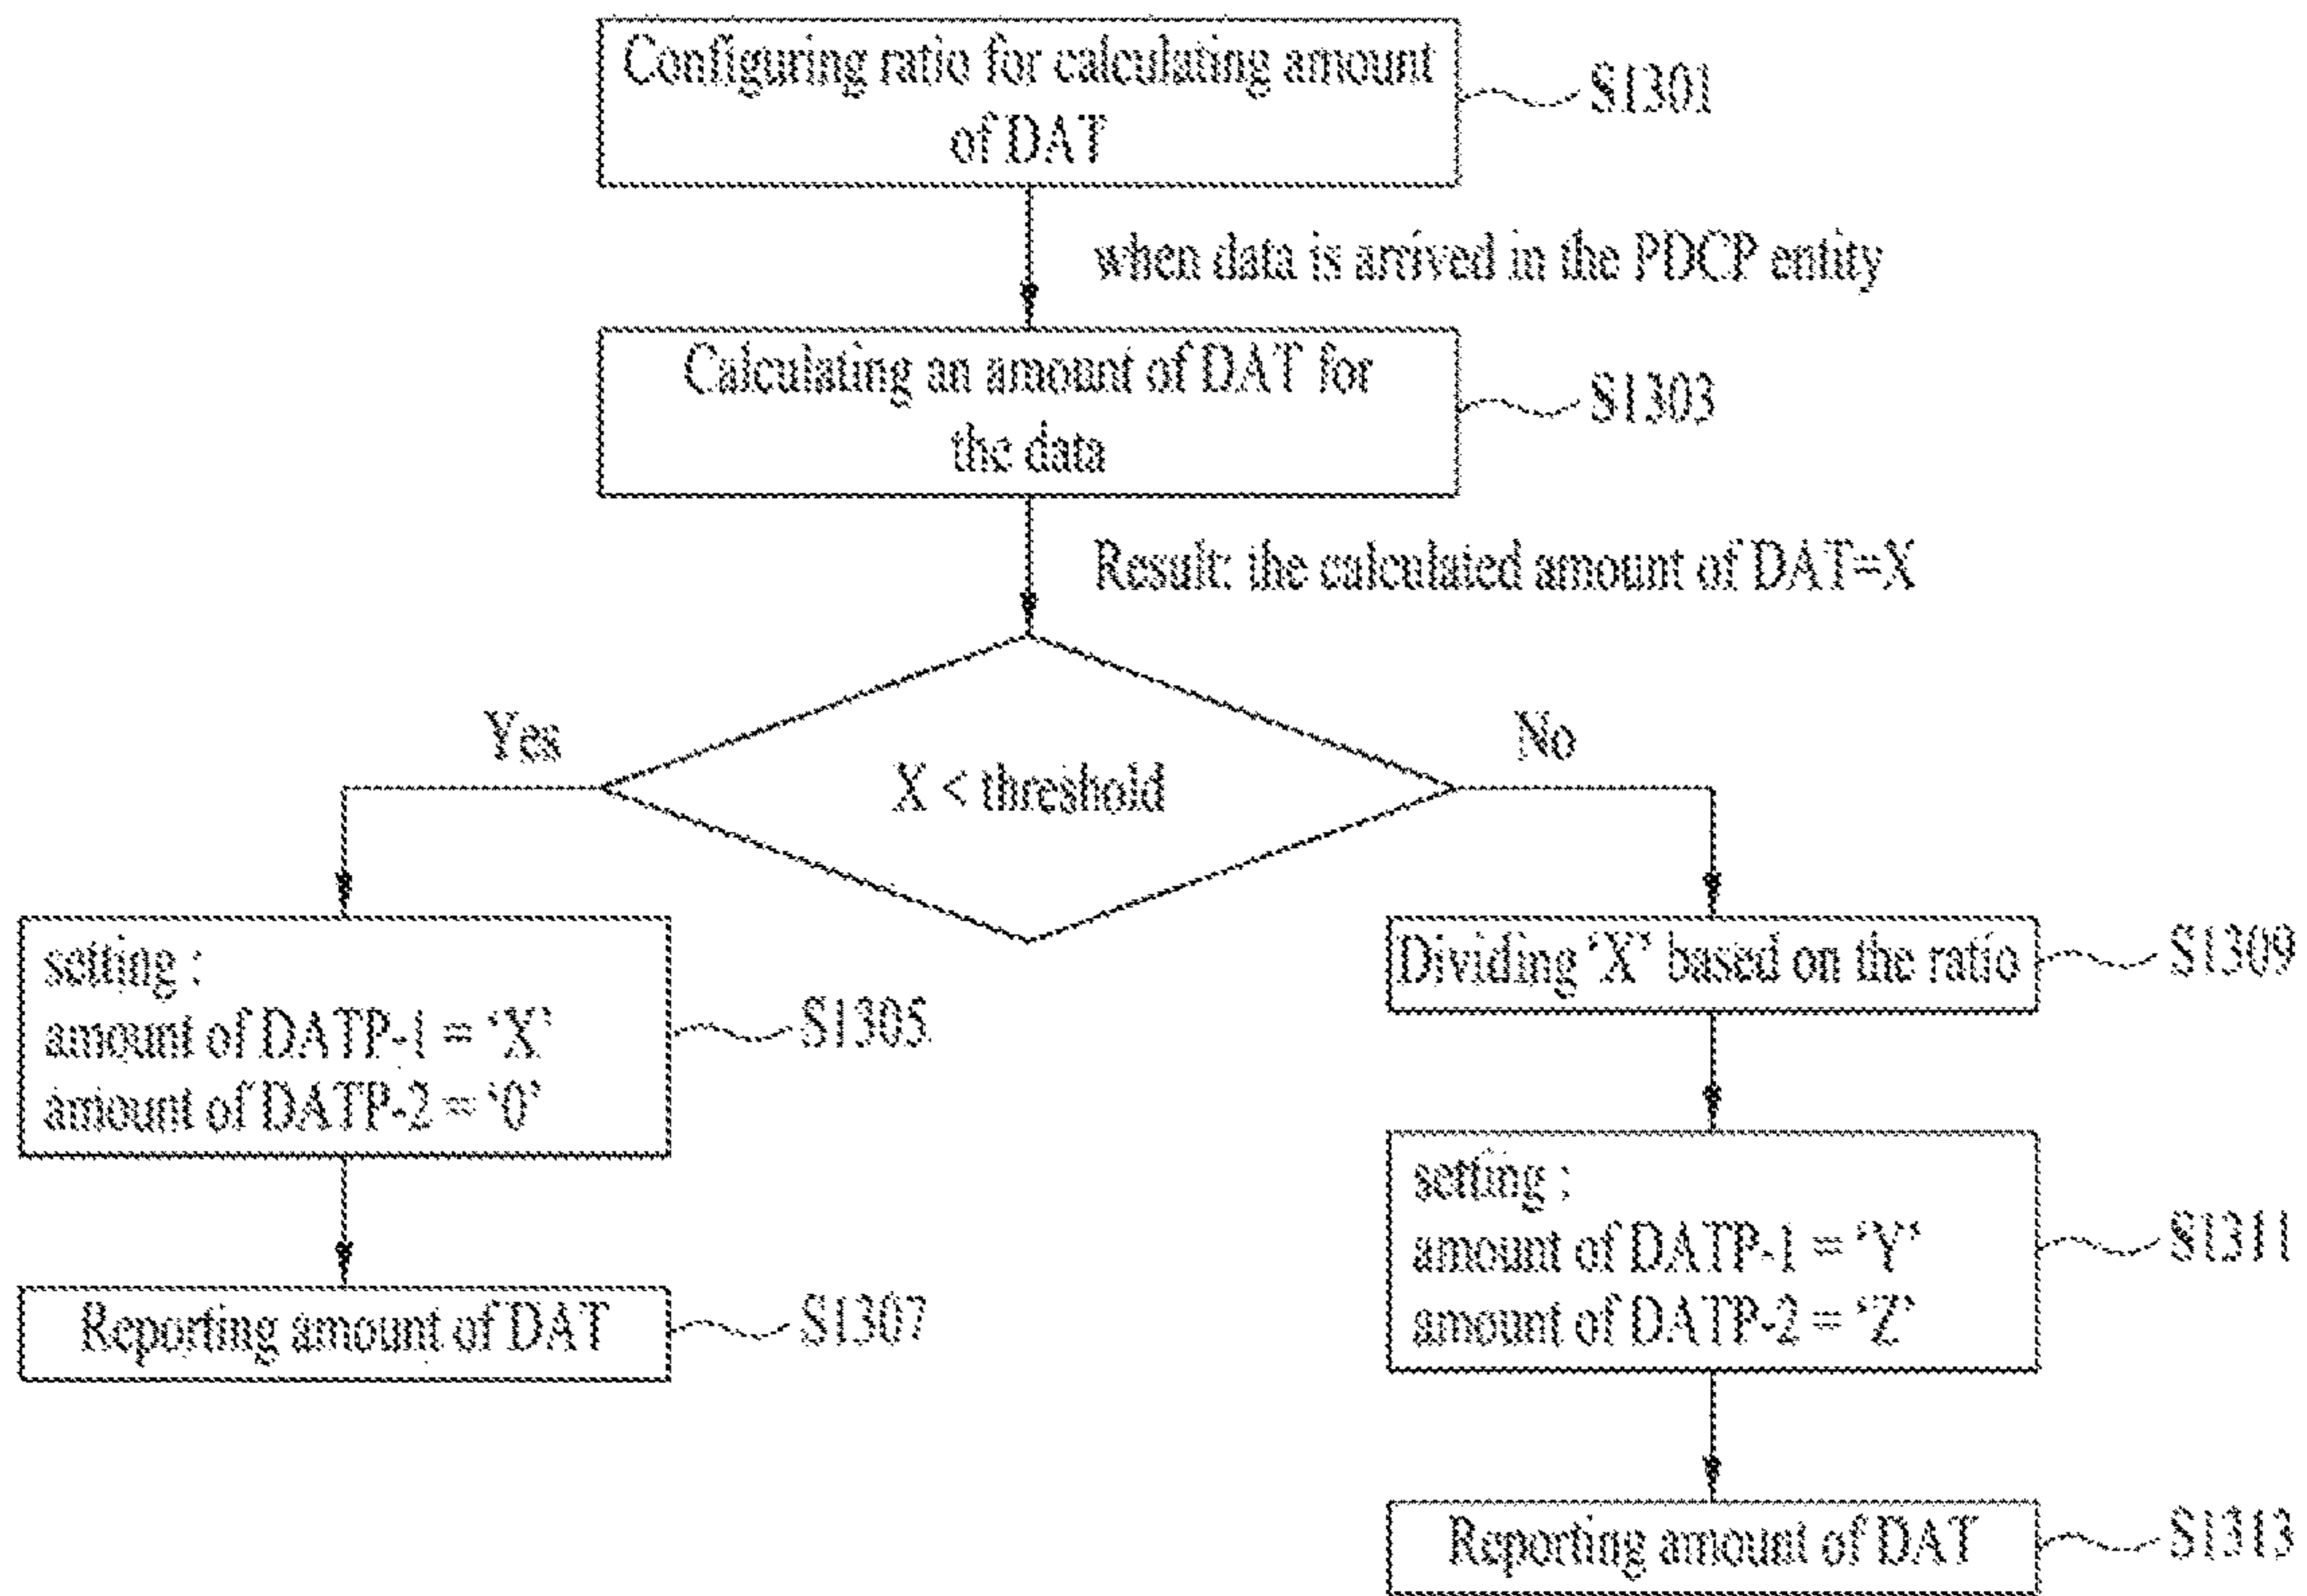 Configuring ratio for calculating amount
of DAT
S1301
when data is arrived in the PDCP entity
Calculating an amount of DAT for
the data
S1303
Result: the calculated amount of DAT=X
Yes
X < threshold
No
setting :
amount of DATP-1 = ‘X’
amount of DATP-2 = ‘0’
S1305
Reporting amount of DAT
S1307
Dividing ‘X’ based on the ratio
S1309
setting :
amount of DATP-1 = ‘Y’
amount of DATP-2 = ‘Z’
S1311
Reporting amount of DAT
S1313